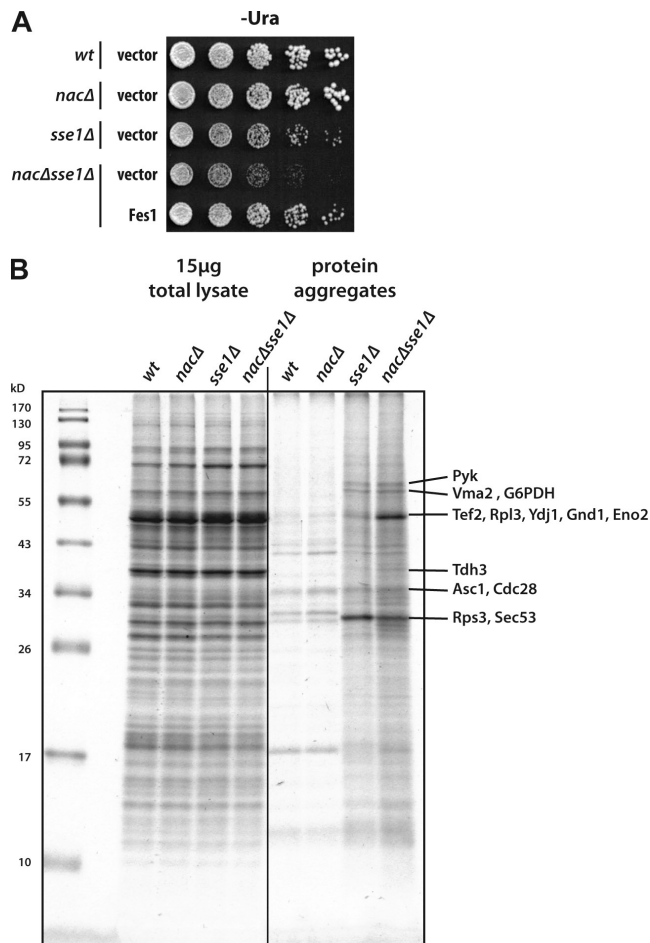 A
-Ura
wt vector
nacΔ vector
sse1Δ vector
nacΔsse1Δ vector
Fes1
B
15µg
total lysate
protein
aggregates
wt
nacΔ
sse1Δ
nacΔsse1Δ
wt
nacΔ
sse1Δ
nacΔsse1Δ
kD
170
130
95
72
55
43
34
26
17
10
Pyk
Vma2 , G6PDH
Tef2, Rpl3, Ydj1, Gnd1, Eno2
Tdh3
Asc1, Cdc28
Rps3, Sec53